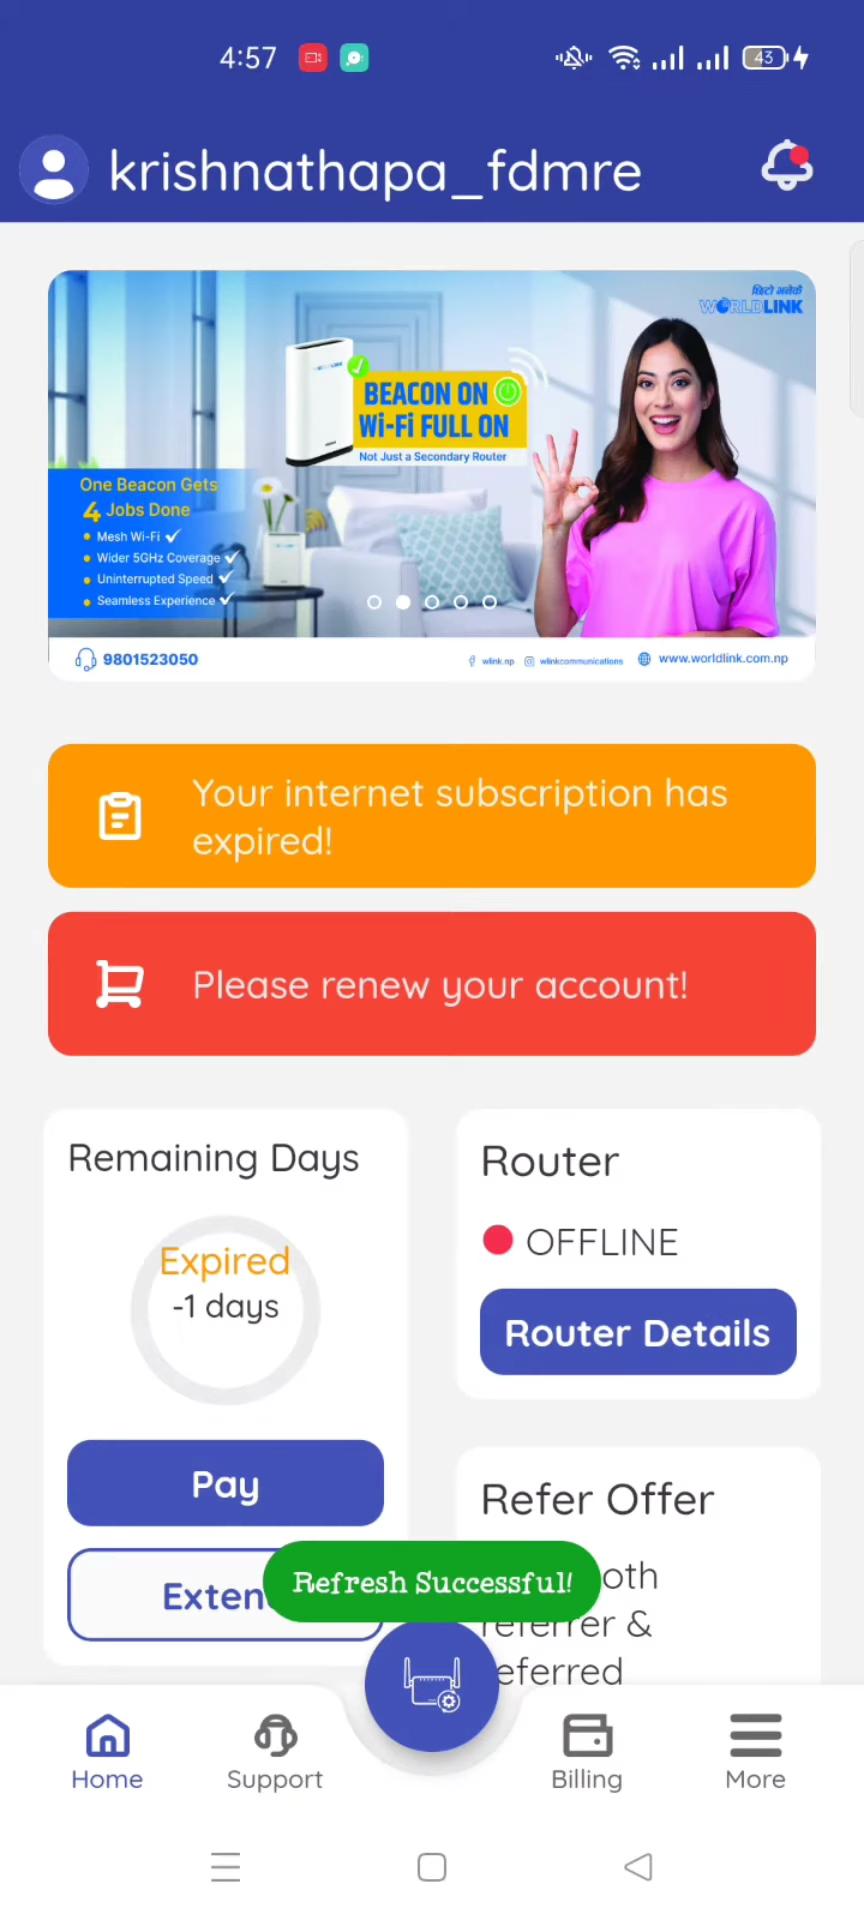 4:57
43
krishnathapa_fdmre
छिटो भनेकै
WORLDLINK
BEACON ON
Wi-Fi FULL ON
Not Just a Secondary Router
One Beacon Gets
4 Jobs Done
Mesh Wi-Fi
Wider 5GHz Coverage
Uninterrupted Speed
Seamless Experience
9801523050
wlink.np
wlinkcommunications
www.worldlink.com.np
Your internet subscription has
expired!
Please renew your account!
Remaining Days
Expired
-1 days
Pay
Router
OFFLINE
Router Details
Refer Offer
Refresh Successful!
referrer &
Home
Support
Billing
More